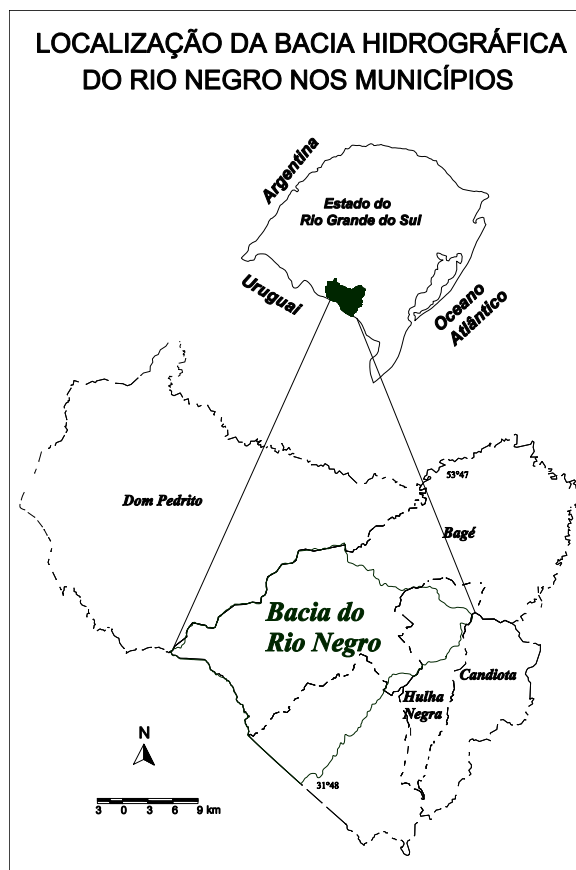 LOCALIZAÇÃO DA BACIA HIDROGRÁFICA
DO RIO NEGRO NOS MUNICÍPIOS
Argentina
Estado do
Rio Grande do Sul
Uruguai
Oceano
Atlântico
53°47
Dom Pedrito
Bagé
Bacia do
Rio Negro
Candiota
Hulha
Negra
N
31°48
3 0 3 6 9 km